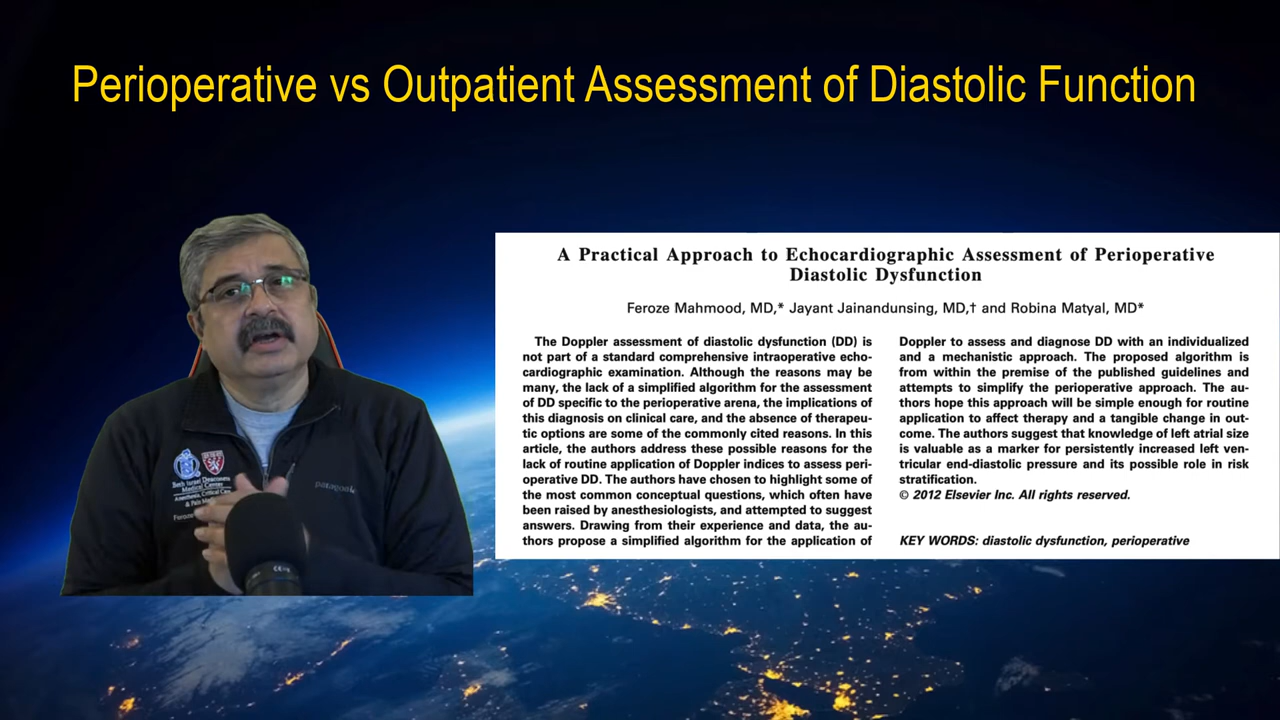 Perioperative vs Outpatient Assessment of Diastolic Function
A Practical Approach to Echocardiographic Assessment of Perioperative
Diastolic Dysfunction
Feroze Mahmood, MD,* Jayant Jainandunsing, MD,† and Robina Matyal, MD*
The Doppler assessment of diastolic dysfunction (DD) is
not part of a standard comprehensive intraoperative echo-
cardiographic examination. Although the reasons may be
many, the lack of a simplified algorithm for the assessment
of DD specific to the perioperative arena, the implications of
this diagnosis on clinical care, and the absence of therapeu-
tic options are some of the commonly cited reasons. In this
article, the authors address these possible reasons for the
lack of routine application of Doppler indices to assess peri-
operative DD. The authors have chosen to highlight some of
the most common conceptual questions, which often have
been raised by anesthesiologists, and attempted to suggest
answers. Drawing from their experience and data, the au-
thors propose a simplified algorithm for the application of
Doppler to assess and diagnose DD with an individualized
and a mechanistic approach. The proposed algorithm is
from within the premise of the published guidelines and
attempts to simplify the perioperative approach. The au-
thors hope this approach will be simple enough for routine
application to affect therapy and a tangible change in out-
come. The authors suggest that knowledge of left atrial size
is valuable as a marker for persistently increased left ven-
tricular end-diastolic pressure and its possible role in risk
stratification.
© 2012 Elsevier Inc. All rights reserved.
KEY WORDS: diastolic dysfunction, perioperative
Beth Israel Deaconess
Medical Center
Anesthesia, Critical Care
& Pain
Feroze
patagonia